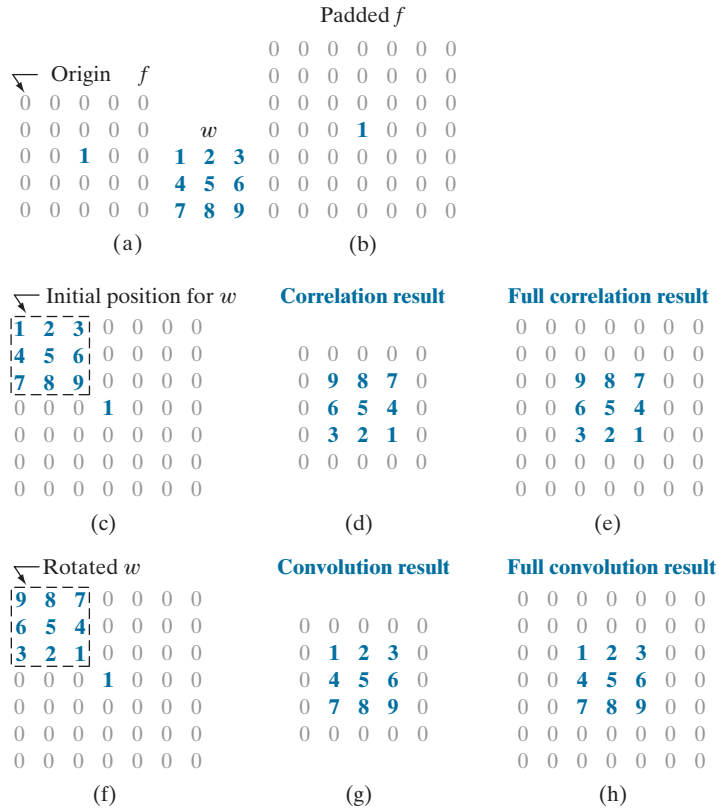 Origin f
0 0 0 0 0
0 0 0 0 0
0 0 1 0 0
0 0 0 0 0
0 0 0 0 0
w
1 2 3
4 5 6
7 8 9
(a)
Padded f
0 0 0 0 0 0 0
0 0 0 0 0 0 0
0 0 0 0 0 0 0
0 0 0 1 0 0 0
0 0 0 0 0 0 0
0 0 0 0 0 0 0
0 0 0 0 0 0 0
(b)
Initial position for w
1 2 3 0 0 0 0
4 5 6 0 0 0 0
7 8 9 0 0 0 0
0 0 0 1 0 0 0
0 0 0 0 0 0 0
0 0 0 0 0 0 0
0 0 0 0 0 0 0
(c)
Correlation result
0 0 0 0 0
0 9 8 7 0
0 6 5 4 0
0 3 2 1 0
0 0 0 0 0
(d)
Full correlation result
0 0 0 0 0 0 0
0 0 0 0 0 0 0
0 0 9 8 7 0 0
0 0 6 5 4 0 0
0 0 3 2 1 0 0
0 0 0 0 0 0 0
0 0 0 0 0 0 0
(e)
Rotated w
9 8 7 0 0 0 0
6 5 4 0 0 0 0
3 2 1 0 0 0 0
0 0 0 1 0 0 0
0 0 0 0 0 0 0
0 0 0 0 0 0 0
0 0 0 0 0 0 0
(f)
Convolution result
0 0 0 0 0
0 1 2 3 0
0 4 5 6 0
0 7 8 9 0
0 0 0 0 0
(g)
Full convolution result
0 0 0 0 0 0 0
0 0 0 0 0 0 0
0 0 1 2 3 0 0
0 0 4 5 6 0 0
0 0 7 8 9 0 0
0 0 0 0 0 0 0
0 0 0 0 0 0 0
(h)